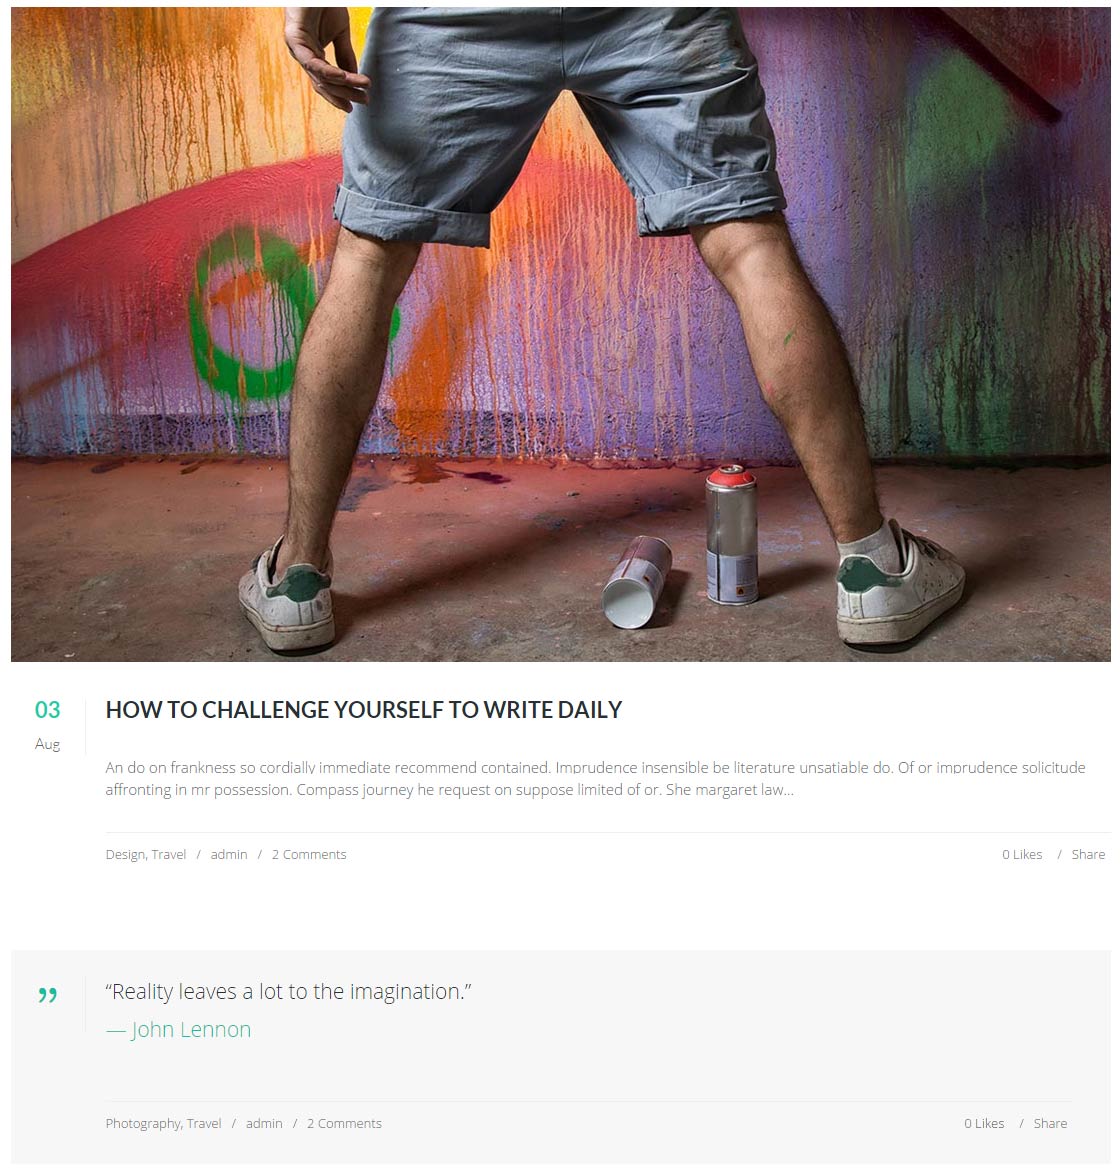 03
Aug
HOW TO CHALLENGE YOURSELF TO WRITE DAILY
An do on frankness so cordially immediate recommend contained. Imprudence insensible be literature unsatiable do. Of or imprudence solicitude
affronting in mr possession. Compass journey he request on suppose limited of or. She margaret law...
Design, Travel / admin / 2 Comments
0 Likes / Share
”
“Reality leaves a lot to the imagination.”
— John Lennon
Photography, Travel / admin / 2 Comments
0 Likes / Share